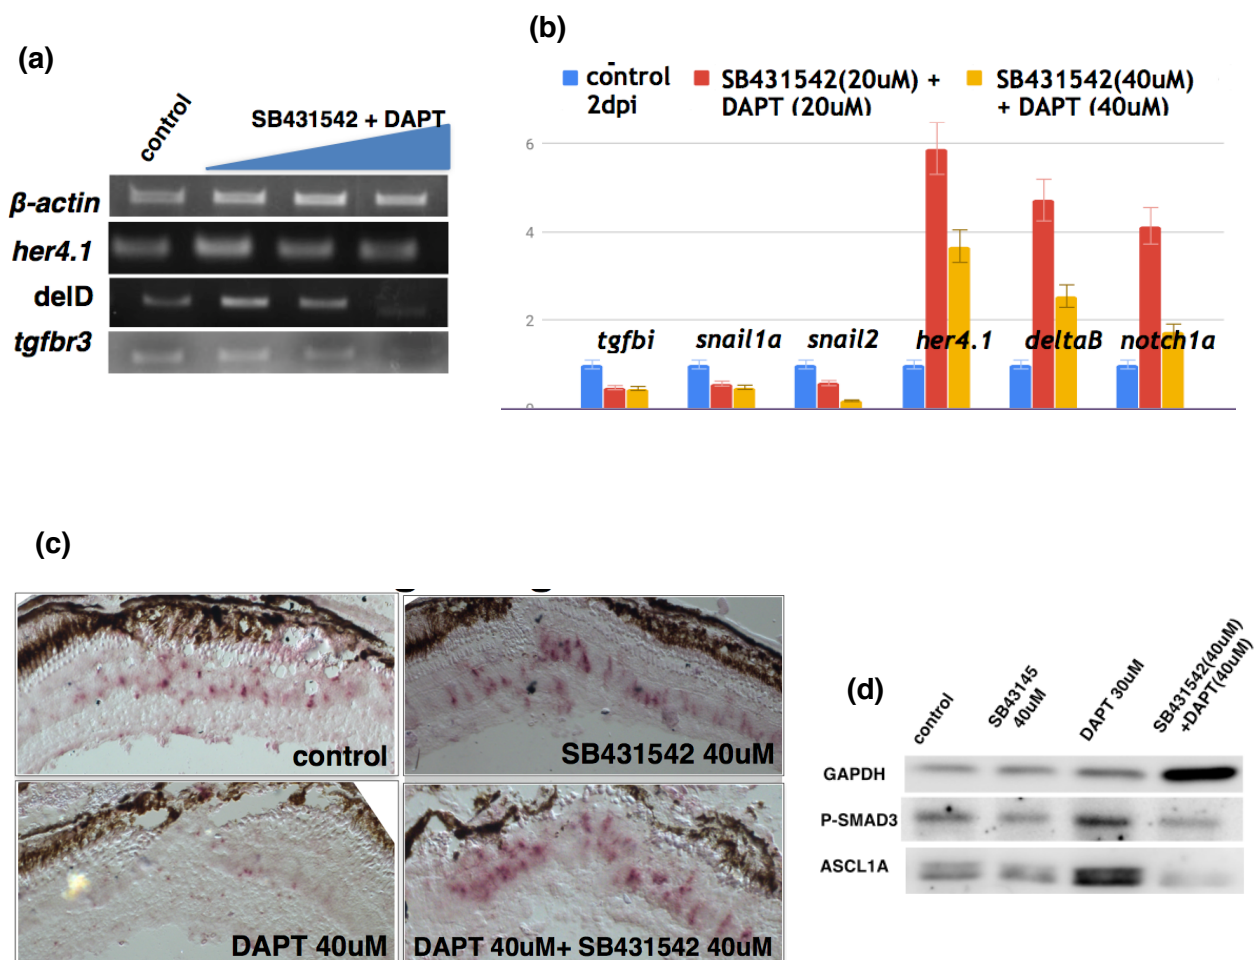 (a)
control
SB431542 + DAPT
β-actin
her4.1
delD
tgfbr3
(b)
control
2dpi
SB431542(20uM) +
DAPT (20uM)
SB431542(40uM)
+ DAPT (40uM)
6
4
2
0
tgfbi
snail1a
snail2
her4.1
deltaB
notch1a
(c)
control
SB431542 40uM
DAPT 40uM
DAPT 40uM+ SB431542 40uM
(d)
control
SB43145
40uM
DAPT 30uM
SB431542(40uM)
+DAPT(40uM)
GAPDH
P-SMAD3
ASCL1A